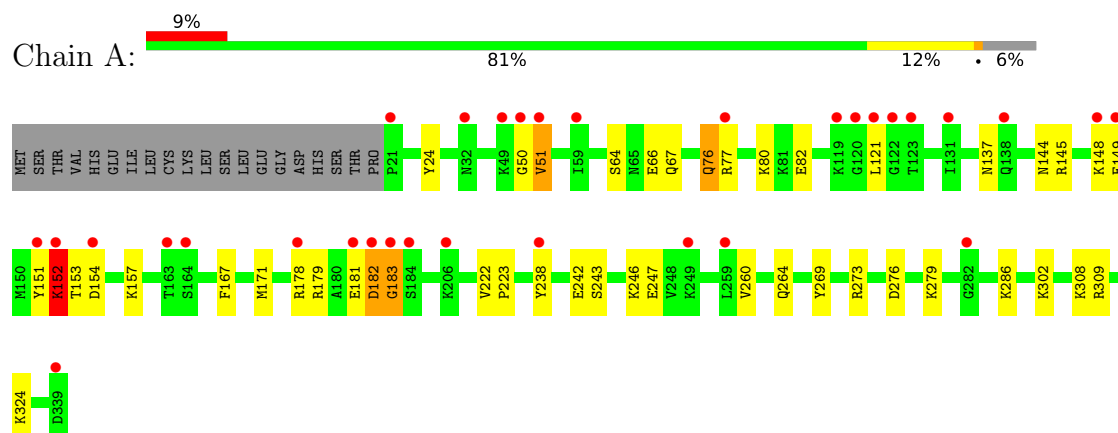 9%
Chain A:
81% 12% • 6%
MET SER THR VAL HIS GLU ILE LEU CYS LYS LEU SER LEU GLU GLY ASP HIS SER THR PRO P21 Y24 N32 K49 G50 V51 I59 S64 N65 E66 Q67 Q76 R77 K80 K81 E82 K119 G120 L121 G122 T123 I131 N137 Q138 N144 R145 K148 E149
M150 Y151 K152 T153 D154 K157 T163 S164 F167 M171 R178 R179 A180 E181 D182 G183 S184 K206 V222 P223 Y238 E242 S243 K246 E247 V248 K249 L259 V260 Q264 Y269 R273 D276 K279 G282 K286 K302 K308 R309
K324 D339